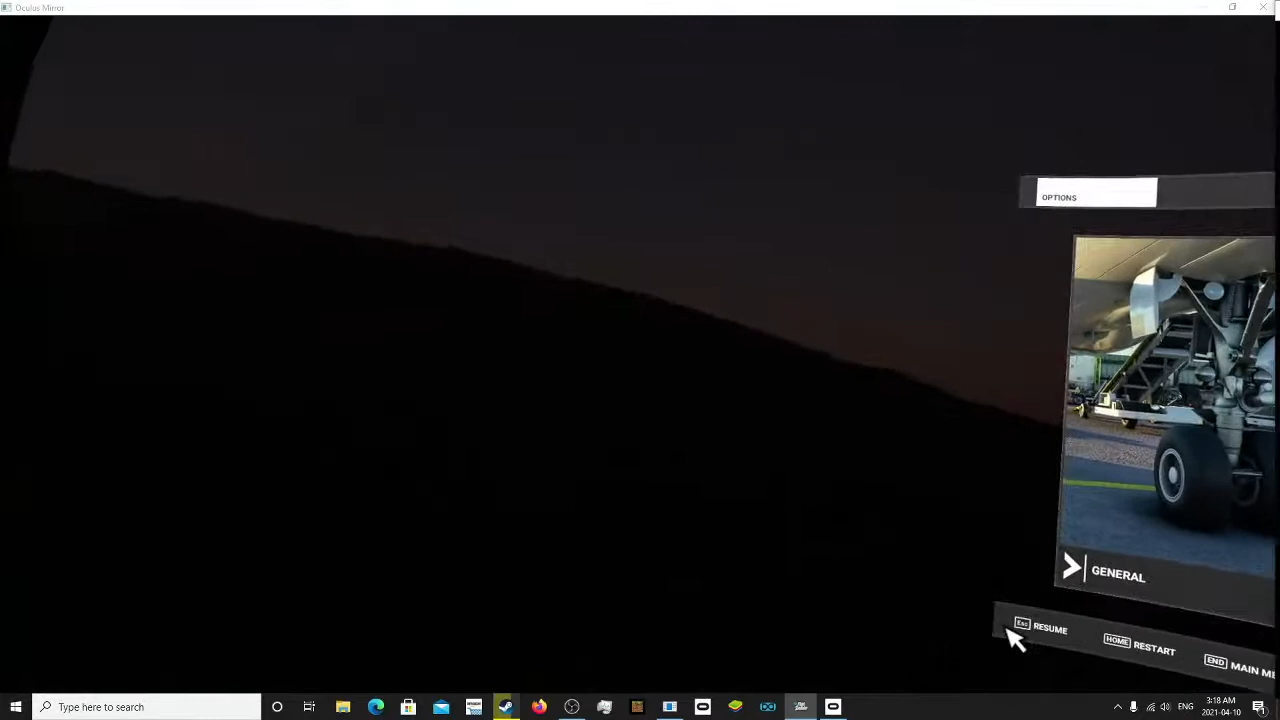 Oculus Mirror
OPTIONS
GENERAL
Esc RESUME
HOME RESTART
END MAIN ME
Type here to search
ENG
3:18 AM
2021-04-10